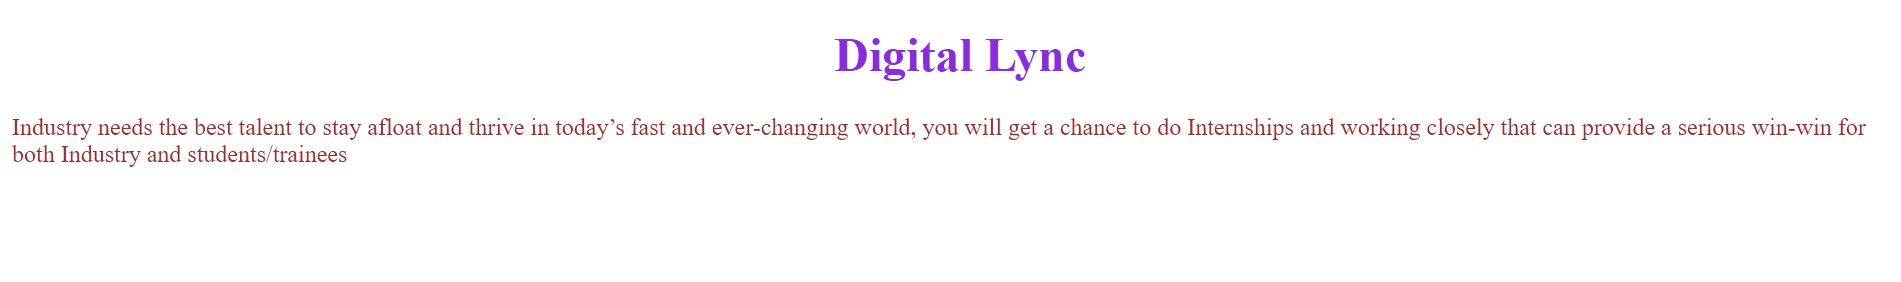 Digital Lync
Industry needs the best talent to stay afloat and thrive in today’s fast and ever-changing world, you will get a chance to do Internships and working closely that can provide a serious win-win for
both Industry and students/trainees